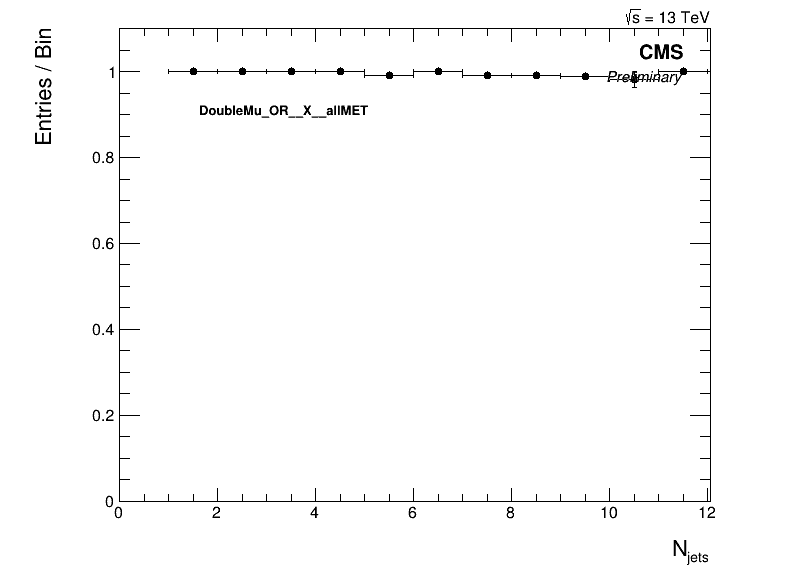 √s = 13 TeV
CMS
Preliminary
Entries / Bin
DoubleMu_OR__X__allMET
1
0.8
0.6
0.4
0.2
0
0 2 4 6 8 10 12
Njets